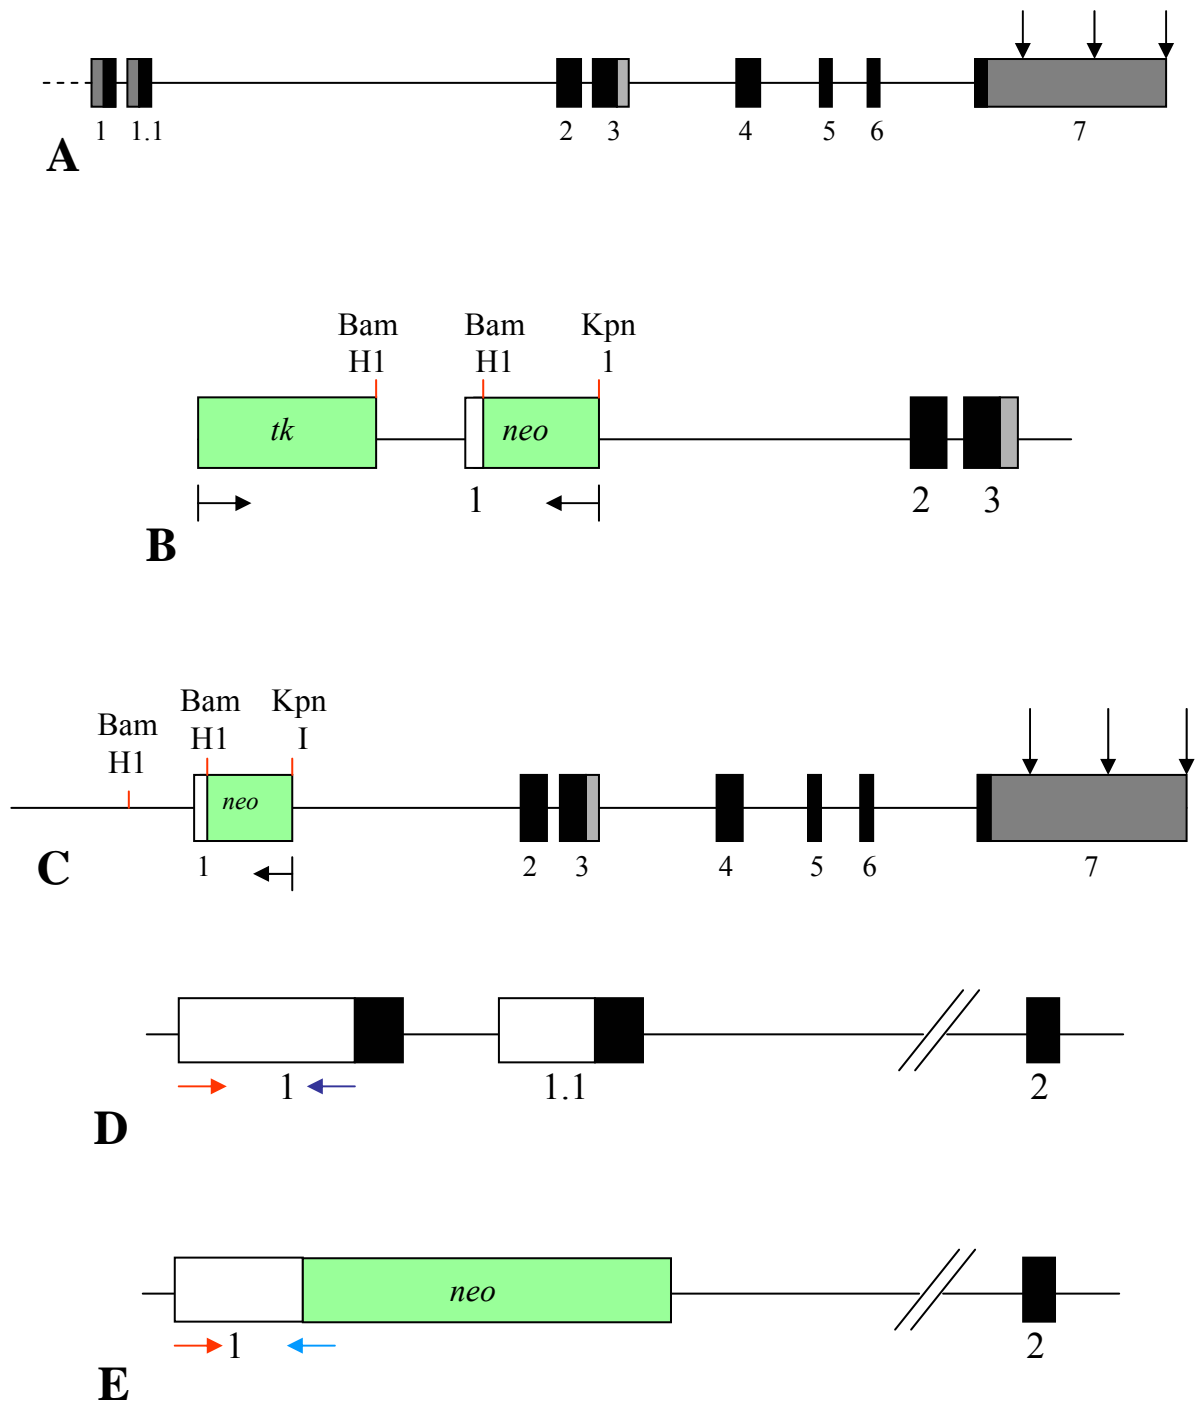 1 1.1 2 3 4 5 6 7
A
Bam Bam Kpn
H1 H1 1
tk neo
1 2 3
B
Bam Kpn
Bam H1 I
H1
neo
1 2 3 4 5 6 7
C
1 1.1 2
D
neo
1 2
E